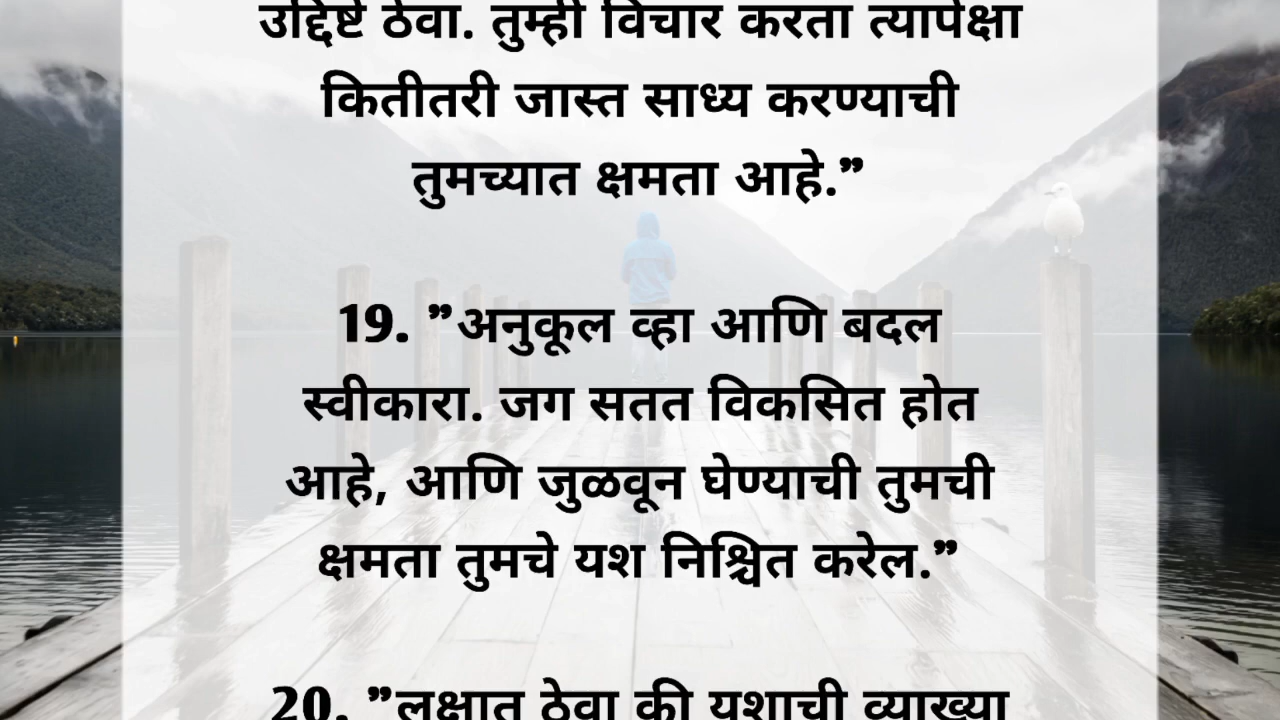 उद्दिष्टे ठेवा. तुम्ही विचार करता त्यापेक्षा
कितीतरी जास्त साध्य करण्याची
तुमच्यात क्षमता आहे.”
19. ”अनुकूल व्हा आणि बदल
स्वीकारा. जग सतत विकसित होत
आहे, आणि जुळवून घेण्याची तुमची
क्षमता तुमचे यश निश्चित करेल.”
20. ”लक्षात ठेवा की यशाची व्याख्या